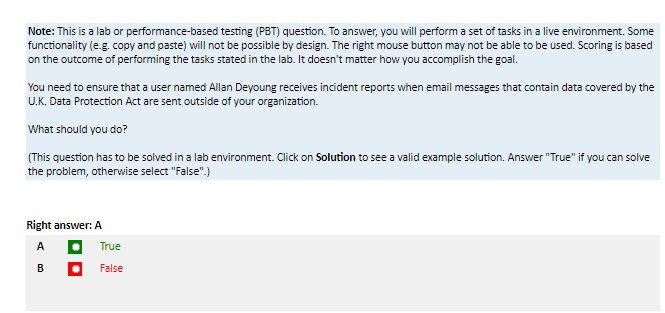 Note: This is a lab or performance-based testing (PBT) question. To answer, you will perform a set of tasks in a live environment. Some
functionality (e.g. copy and paste) will not be possible by design. The right mouse button may not be able to be used. Scoring is based
on the outcome of performing the tasks stated in the lab. It doesn't matter how you accomplish the goal.
You need to ensure that a user named Allan Deyoung receives incident reports when email messages that contain data covered by the
U.K. Data Protection Act are sent outside of your organization.
What should you do?
(This question has to be solved in a lab environment. Click on Solution to see a valid example solution. Answer "True" if you can solve
the problem, otherwise select "False".)
Right answer: A
A True
B False